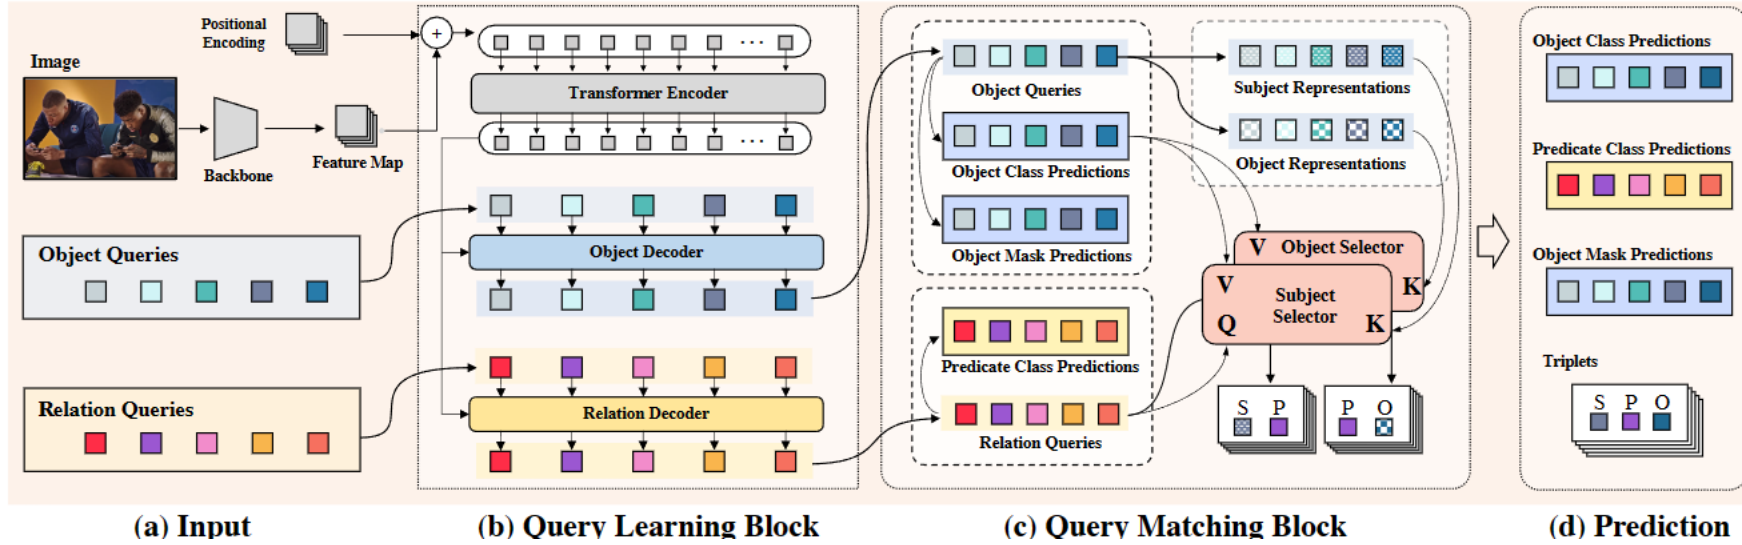 Positional
Encoding
+
Image
Backbone
Feature Map
Object Queries
Relation Queries
(a) Input
Transformer Encoder
Object Decoder
Relation Decoder
(b) Query Learning Block
Object Queries
Object Class Predictions
Object Mask Predictions
Predicate Class Predictions
Relation Queries
Subject Representations
Object Representations
V Object Selector
K
V
Subject
Selector
Q
K
S P
P O
(c) Query Matching Block
Object Class Predictions
Predicate Class Predictions
Object Mask Predictions
Triplets
S P O
(d) Prediction